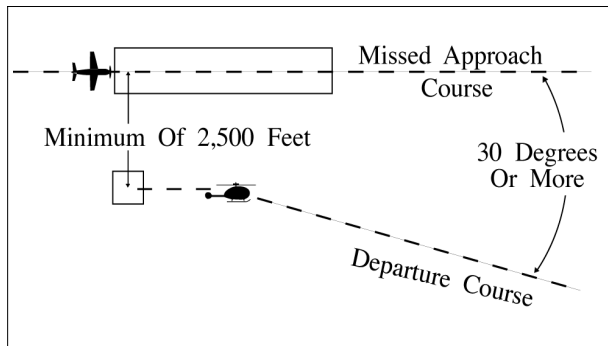 Missed Approach
Course
Minimum Of 2,500 Feet
30 Degrees
Or More
Departure Course